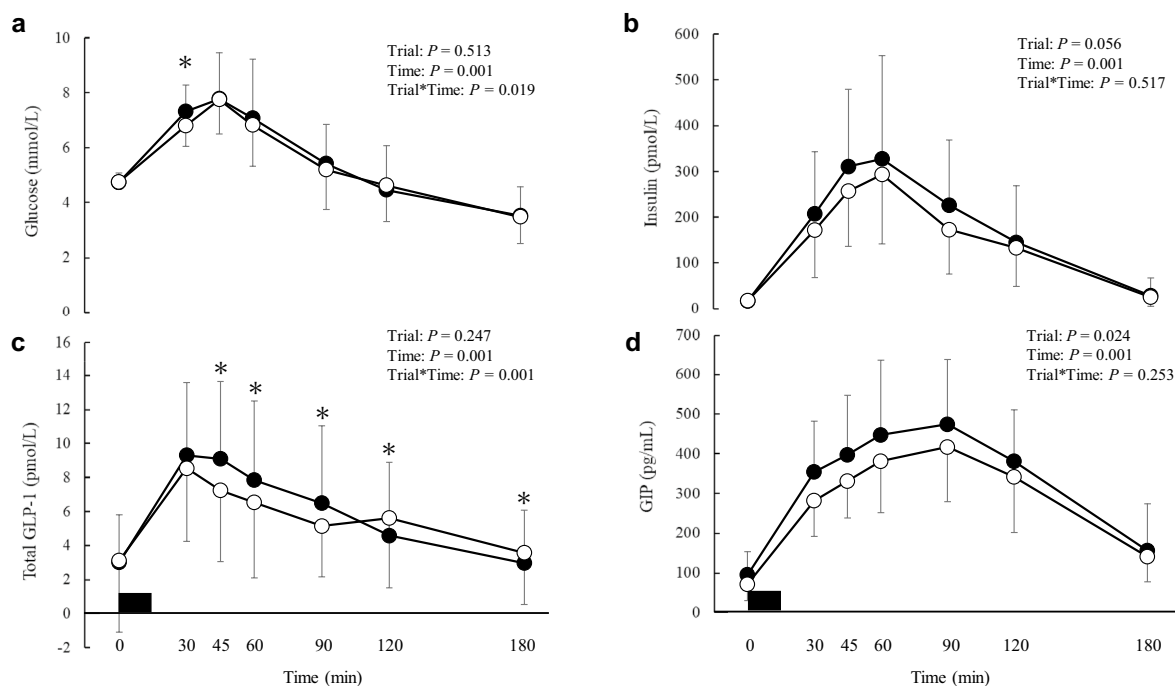 a
10
8
6
4
2
0
Glucose (mmol/L)
*
Trial: P = 0.513
Time: P = 0.001
Trial*Time: P = 0.019
b
600
500
400
300
200
100
0
Insulin (pmol/L)
Trial: P = 0.056
Time: P = 0.001
Trial*Time: P = 0.517
c
16
14
12
10
8
6
4
2
0
-2
Total GLP-1 (pmol/L)
Trial: P = 0.247
Time: P = 0.001
Trial*Time: P = 0.001
* * * * *
0 30 45 60 90 120 180
Time (min)
d
700
600
500
400
300
200
100
0
GIP (pg/mL)
Trial: P = 0.024
Time: P = 0.001
Trial*Time: P = 0.253
0 30 45 60 90 120 180
Time (min)